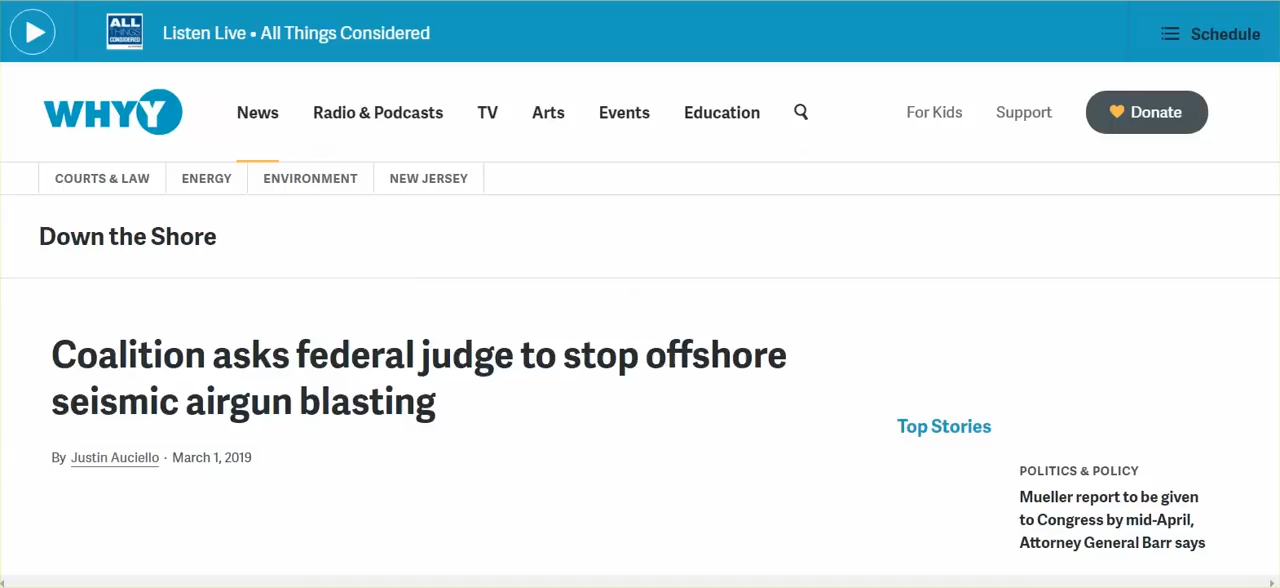 ALL THINGS CONSIDERED
Listen Live • All Things Considered
Schedule
WHYY
News
Radio & Podcasts
TV
Arts
Events
Education
For Kids
Support
Donate
COURTS & LAW
ENERGY
ENVIRONMENT
NEW JERSEY
Down the Shore
Coalition asks federal judge to stop offshore
seismic airgun blasting
By Justin Auciello · March 1, 2019
Top Stories
POLITICS & POLICY
Mueller report to be given
to Congress by mid-April,
Attorney General Barr says